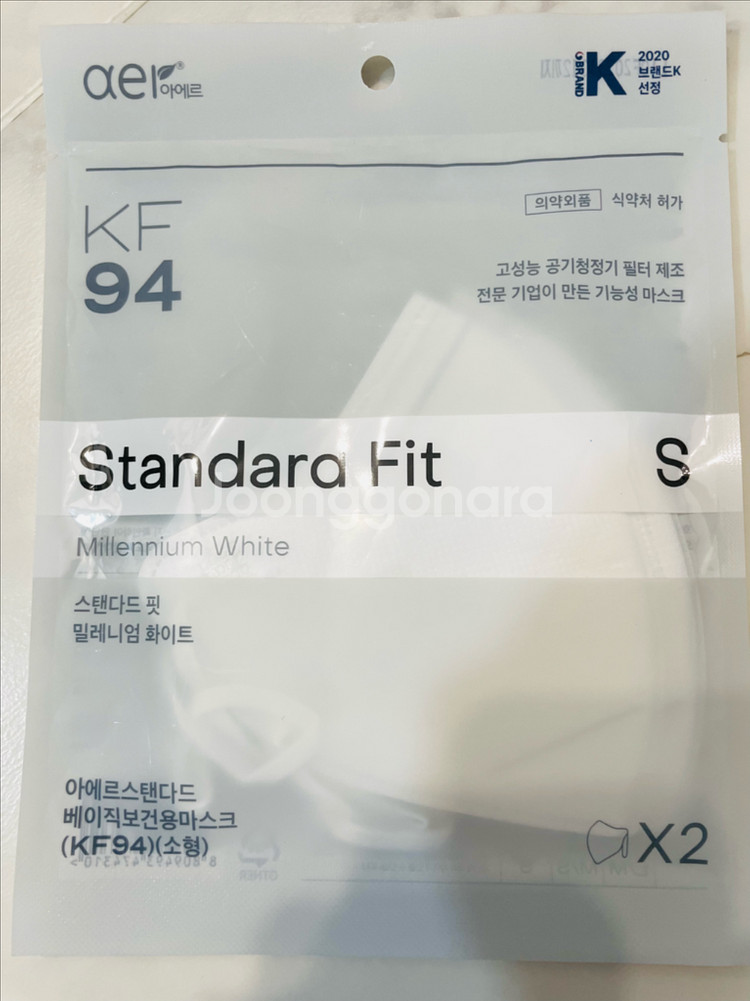 aer® 아에르
BRAND K 2020 브랜드K 선정
KF
94
의약외품 식약처 허가
고성능 공기청정기 필터 제조
전문 기업이 만든 기능성 마스크
Standard Fit S
Joonggonara
Millennium White
스탠다드 핏
밀레니엄 화이트
아에르스탠다드
베이직보건용마스크
(KF94)(소형)
X2
8 809493 474310 >
OTHER